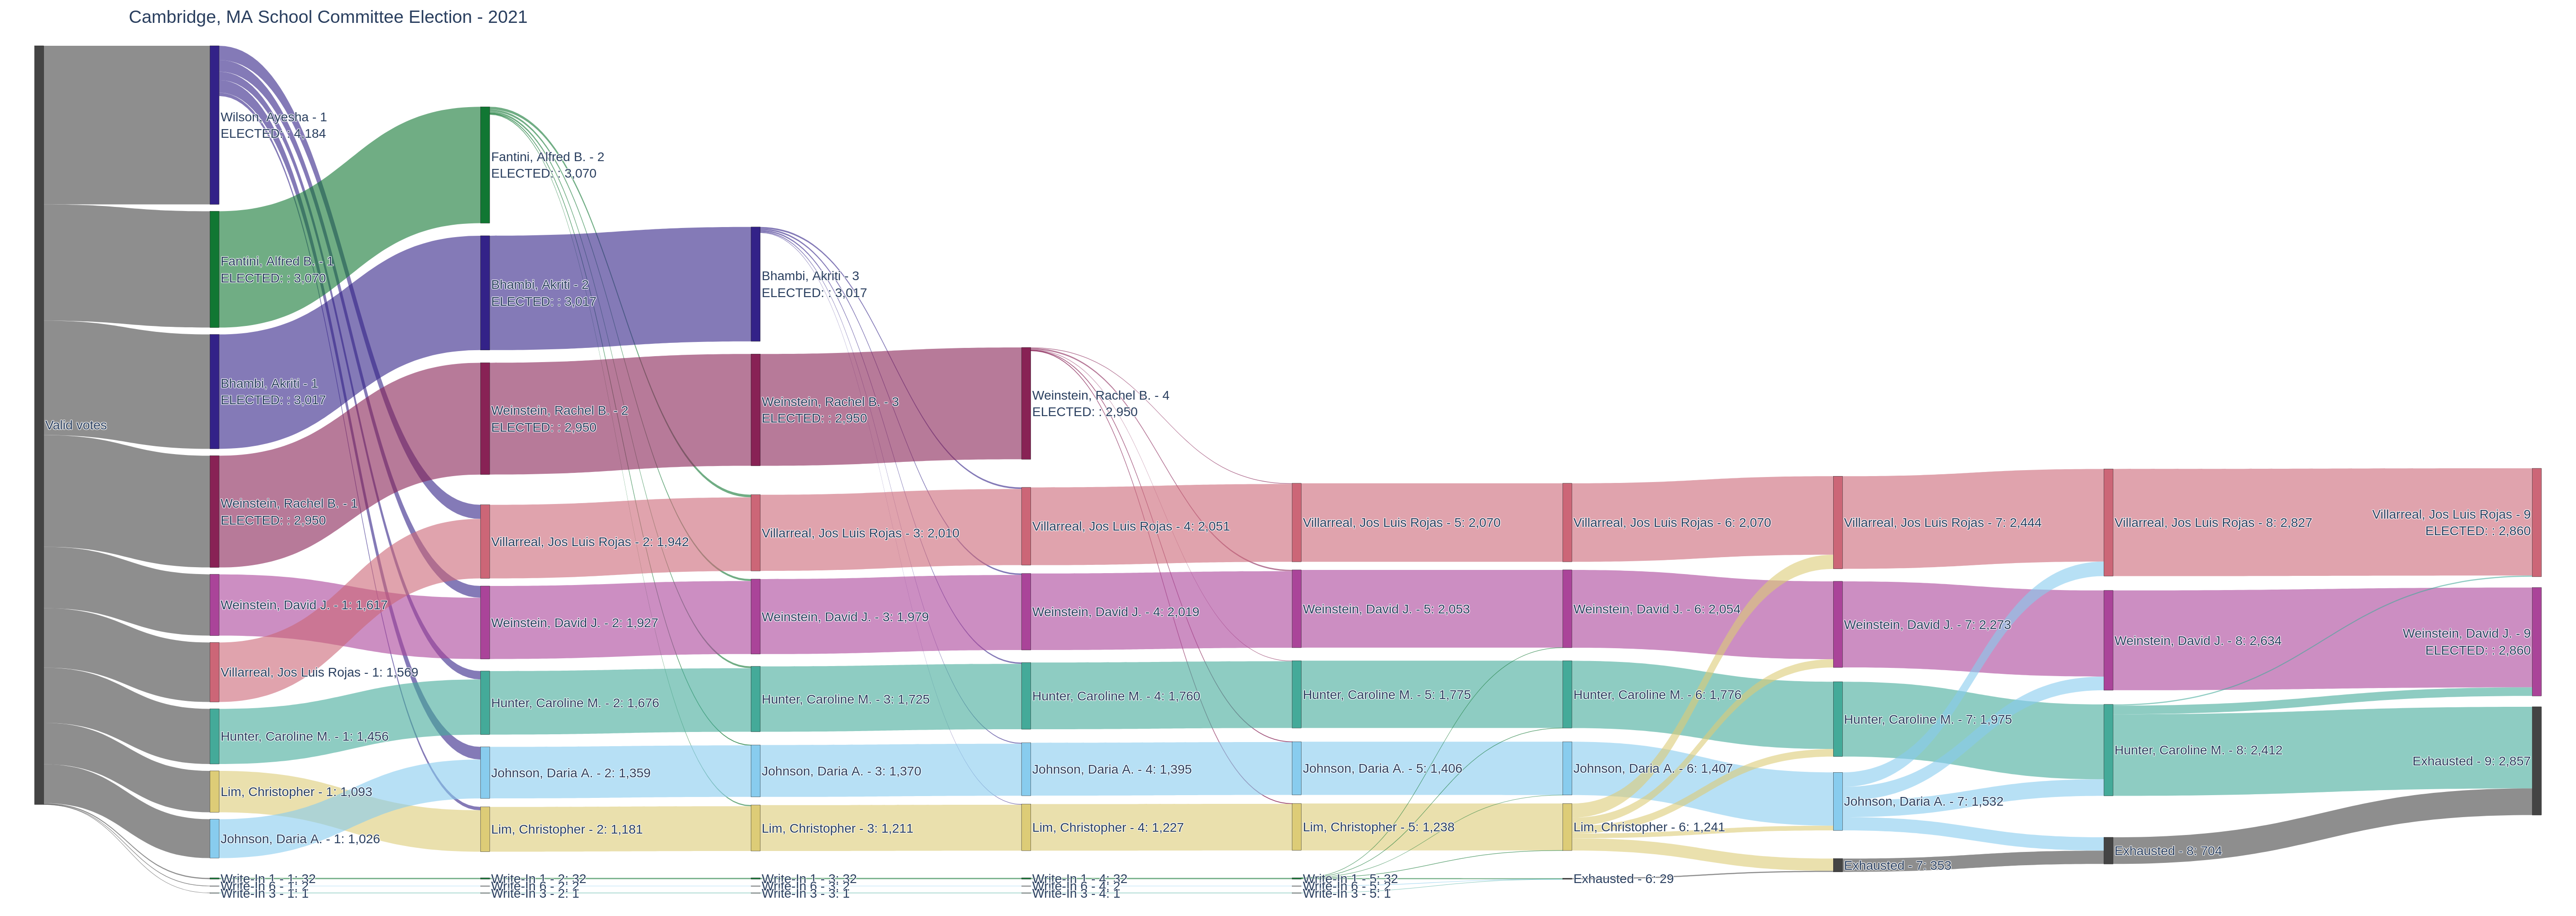 Cambridge, MA School Committee Election - 2021
Valid votes
Wilson, Ayesha - 1
ELECTED: : 4,184
Fantini, Alfred B. - 1
ELECTED: : 3,070
Bhambi, Akriti - 1
ELECTED: : 3,017
Weinstein, Rachel B. - 1
ELECTED: : 2,950
Weinstein, David J. - 1: 1,617
Villarreal, Jos Luis Rojas - 1: 1,569
Hunter, Caroline M. - 1: 1,456
Lim, Christopher - 1: 1,093
Johnson, Daria A. - 1: 1,026
Write-In 1 - 1: 32
Write-In 6 - 1: 2
Write-In 3 - 1: 1
Fantini, Alfred B. - 2
ELECTED: : 3,070
Bhambi, Akriti - 2
ELECTED: : 3,017
Weinstein, Rachel B. - 2
ELECTED: : 2,950
Villarreal, Jos Luis Rojas - 2: 1,942
Weinstein, David J. - 2: 1,927
Hunter, Caroline M. - 2: 1,676
Johnson, Daria A. - 2: 1,359
Lim, Christopher - 2: 1,181
Write-In 1 - 2: 32
Write-In 6 - 2: 2
Write-In 3 - 2: 1
Bhambi, Akriti - 3
ELECTED: : 3,017
Weinstein, Rachel B. - 3
ELECTED: : 2,950
Villarreal, Jos Luis Rojas - 3: 2,010
Weinstein, David J. - 3: 1,979
Hunter, Caroline M. - 3: 1,725
Johnson, Daria A. - 3: 1,370
Lim, Christopher - 3: 1,211
Write-In 1 - 3: 32
Write-In 6 - 3: 2
Write-In 3 - 3: 1
Weinstein, Rachel B. - 4
ELECTED: : 2,950
Villarreal, Jos Luis Rojas - 4: 2,051
Weinstein, David J. - 4: 2,019
Hunter, Caroline M. - 4: 1,760
Johnson, Daria A. - 4: 1,395
Lim, Christopher - 4: 1,227
Write-In 1 - 4: 32
Write-In 6 - 4: 2
Write-In 3 - 4: 1
Villarreal, Jos Luis Rojas - 5: 2,070
Weinstein, David J. - 5: 2,053
Hunter, Caroline M. - 5: 1,775
Johnson, Daria A. - 5: 1,406
Lim, Christopher - 5: 1,238
Write-In 1 - 5: 32
Write-In 6 - 5: 2
Write-In 3 - 5: 1
Villarreal, Jos Luis Rojas - 6: 2,070
Weinstein, David J. - 6: 2,054
Hunter, Caroline M. - 6: 1,776
Johnson, Daria A. - 6: 1,407
Lim, Christopher - 6: 1,241
Exhausted - 6: 29
Villarreal, Jos Luis Rojas - 7: 2,444
Weinstein, David J. - 7: 2,273
Hunter, Caroline M. - 7: 1,975
Johnson, Daria A. - 7: 1,532
Exhausted - 7: 353
Villarreal, Jos Luis Rojas - 8: 2,827
Weinstein, David J. - 8: 2,634
Hunter, Caroline M. - 8: 2,412
Exhausted - 8: 704
Villarreal, Jos Luis Rojas - 9
ELECTED: : 2,860
Weinstein, David J. - 9
ELECTED: : 2,860
Exhausted - 9: 2,857